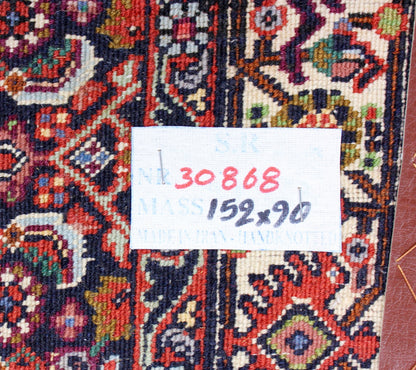 S.R
NR 30868
MASS 152x90
MADE IN IRAN - HANDKNOTTED